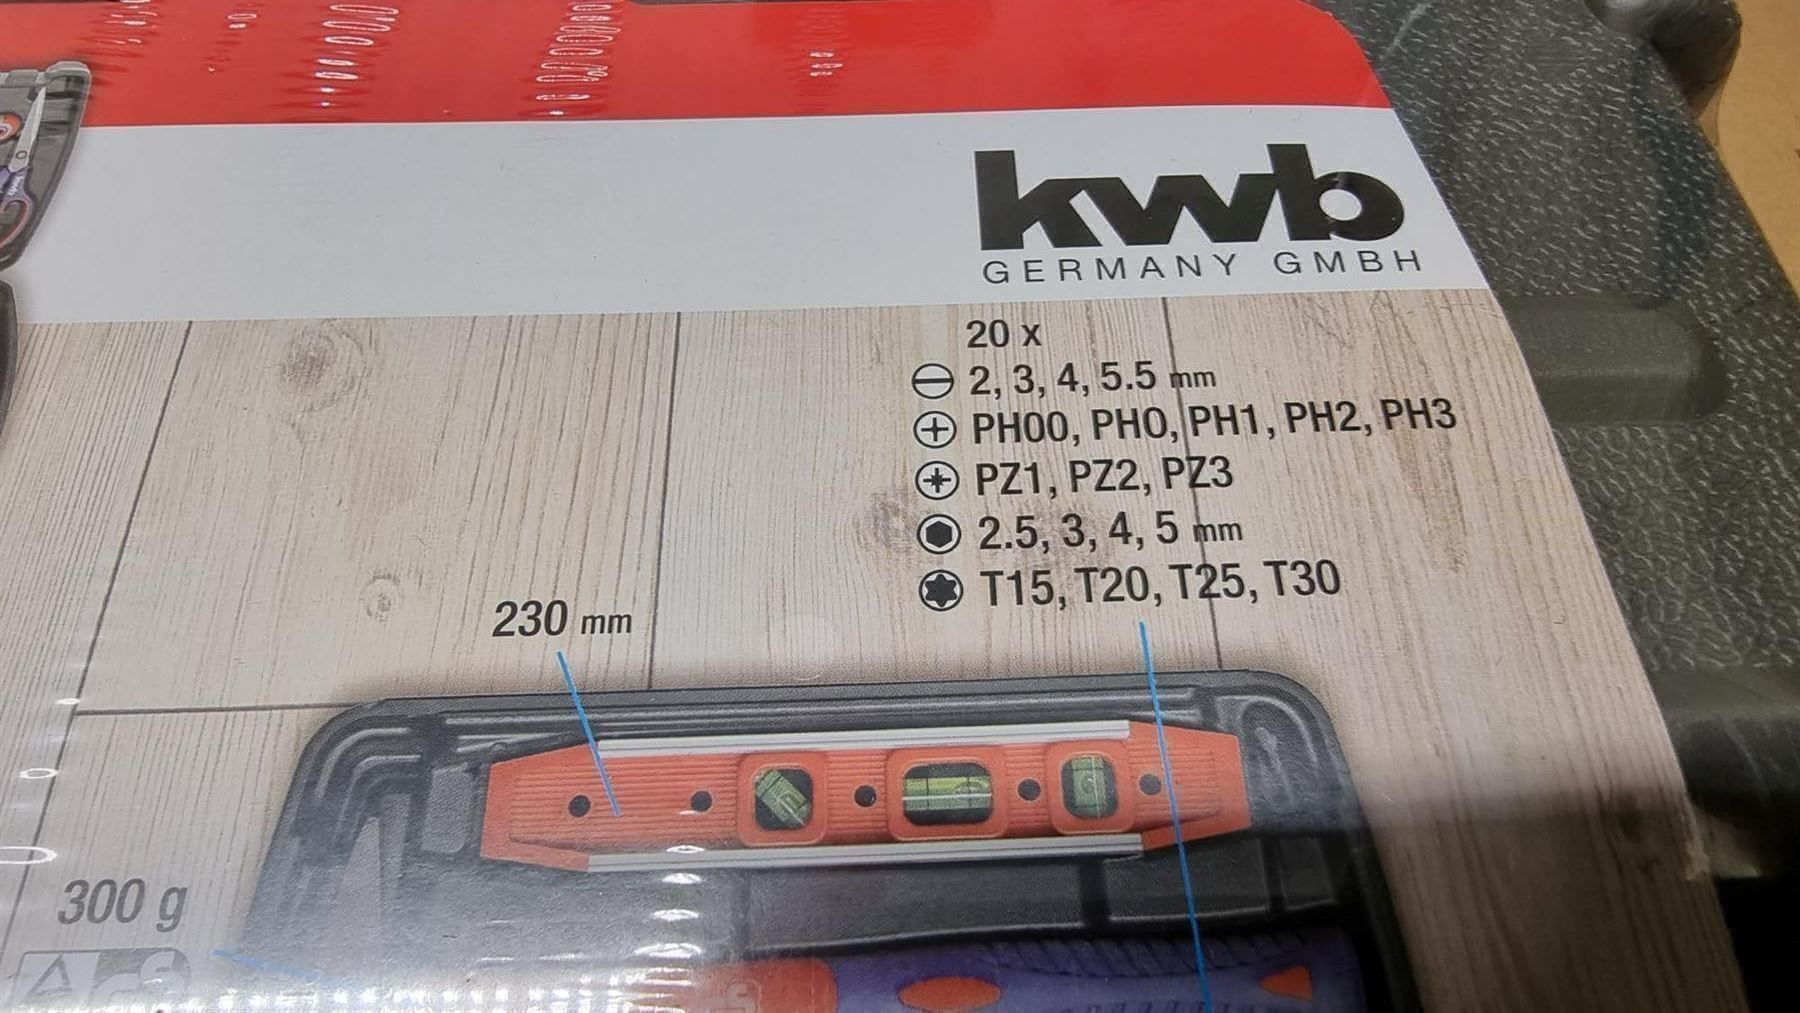 kwb
GERMANY GMBH
20 x
2, 3, 4, 5.5 mm
PH00, PH0, PH1, PH2, PH3
PZ1, PZ2, PZ3
2.5, 3, 4, 5 mm
T15, T20, T25, T30
230 mm
300 g